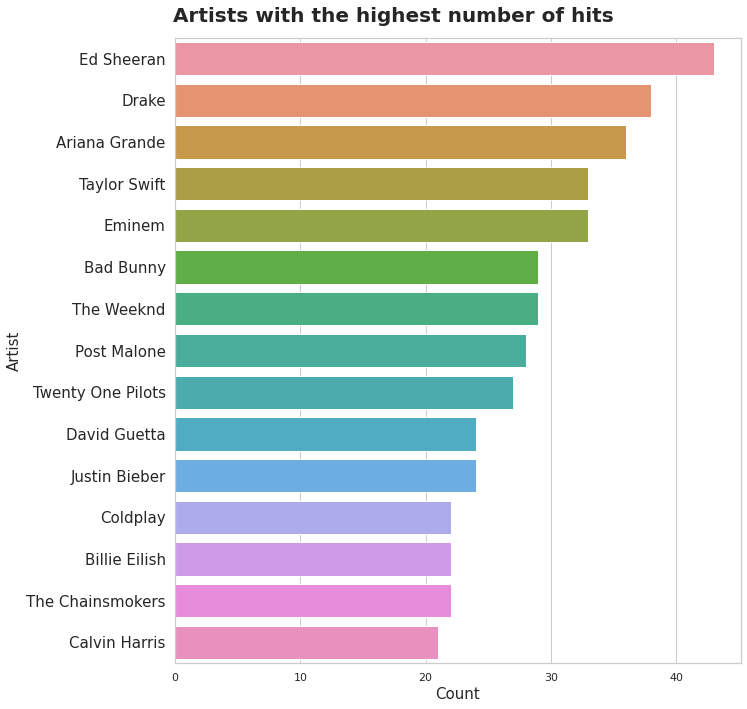 Artists with the highest number of hits
Artist
Ed Sheeran
Drake
Ariana Grande
Taylor Swift
Eminem
Bad Bunny
The Weeknd
Post Malone
Twenty One Pilots
David Guetta
Justin Bieber
Coldplay
Billie Eilish
The Chainsmokers
Calvin Harris
0 10 20 30 40
Count